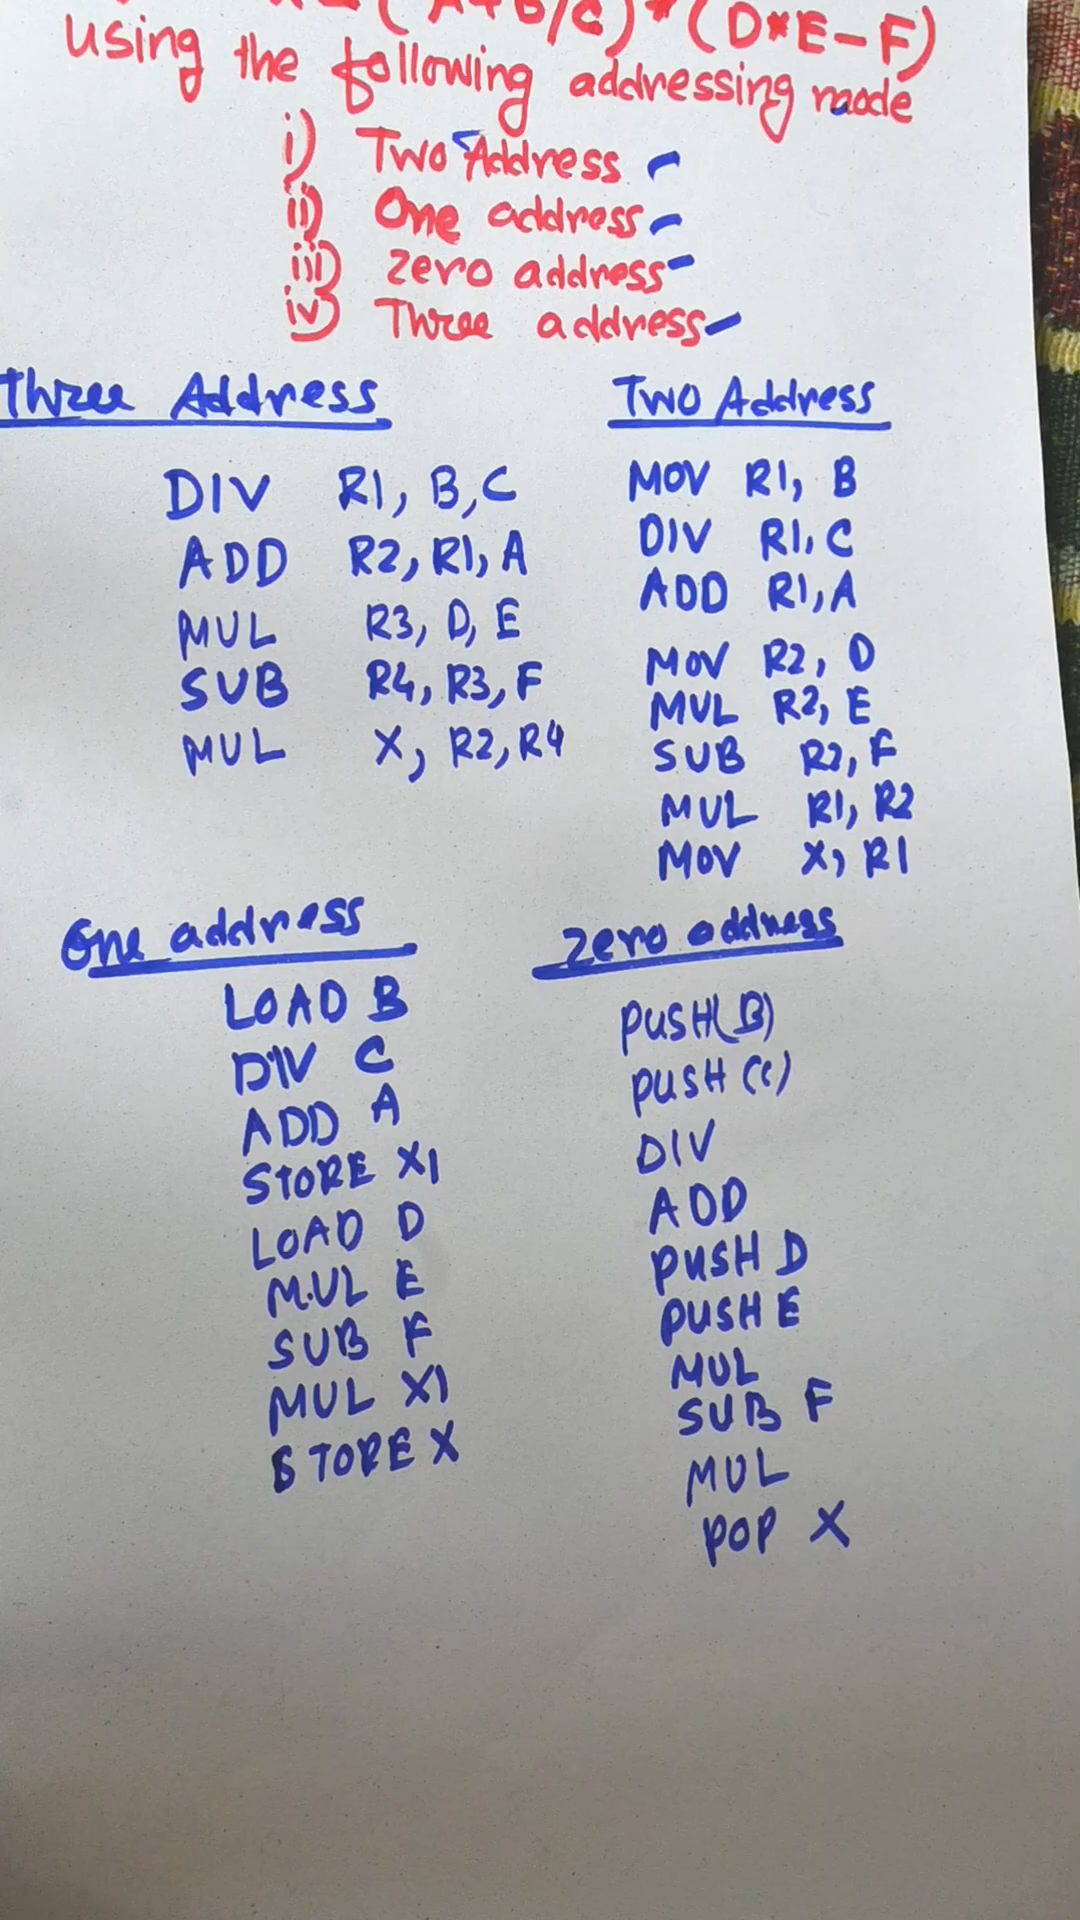 (A+B/C)*(D*E-F)
using the following addressing mode
i) Two Address
ii) One address
iii) zero address
iv) Three address
Three Address
DIV R1, B,C
ADD R2, R1, A
MUL R3, D, E
SUB R4, R3, F
MUL X, R2, R4
Two Address
MOV R1, B
DIV R1, C
ADD R1, A
MOV R2, D
MUL R2, E
SUB R2, F
MUL R1, R2
MOV X, R1
One address
LOAD B
DIV C
ADD A
STORE X1
LOAD D
MUL E
SUB F
MUL X1
STORE X
zero address
PUSH(B)
PUSH (C)
DIV
ADD
PUSH D
PUSH E
MUL
SUB F
MUL
POP X